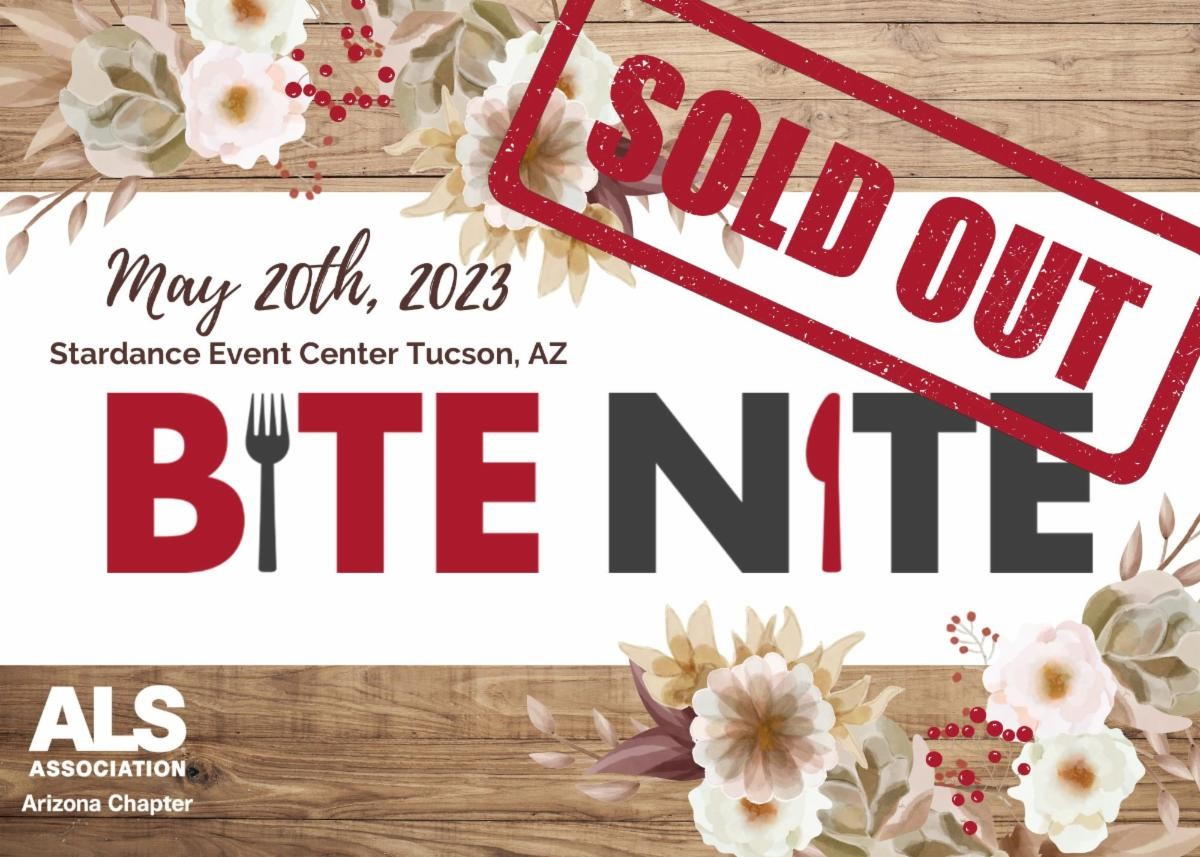 SOLD OUT
May 20th, 2023
Stardance Event Center Tucson, AZ
BITE NITE
ALS
ASSOCIATION
Arizona Chapter